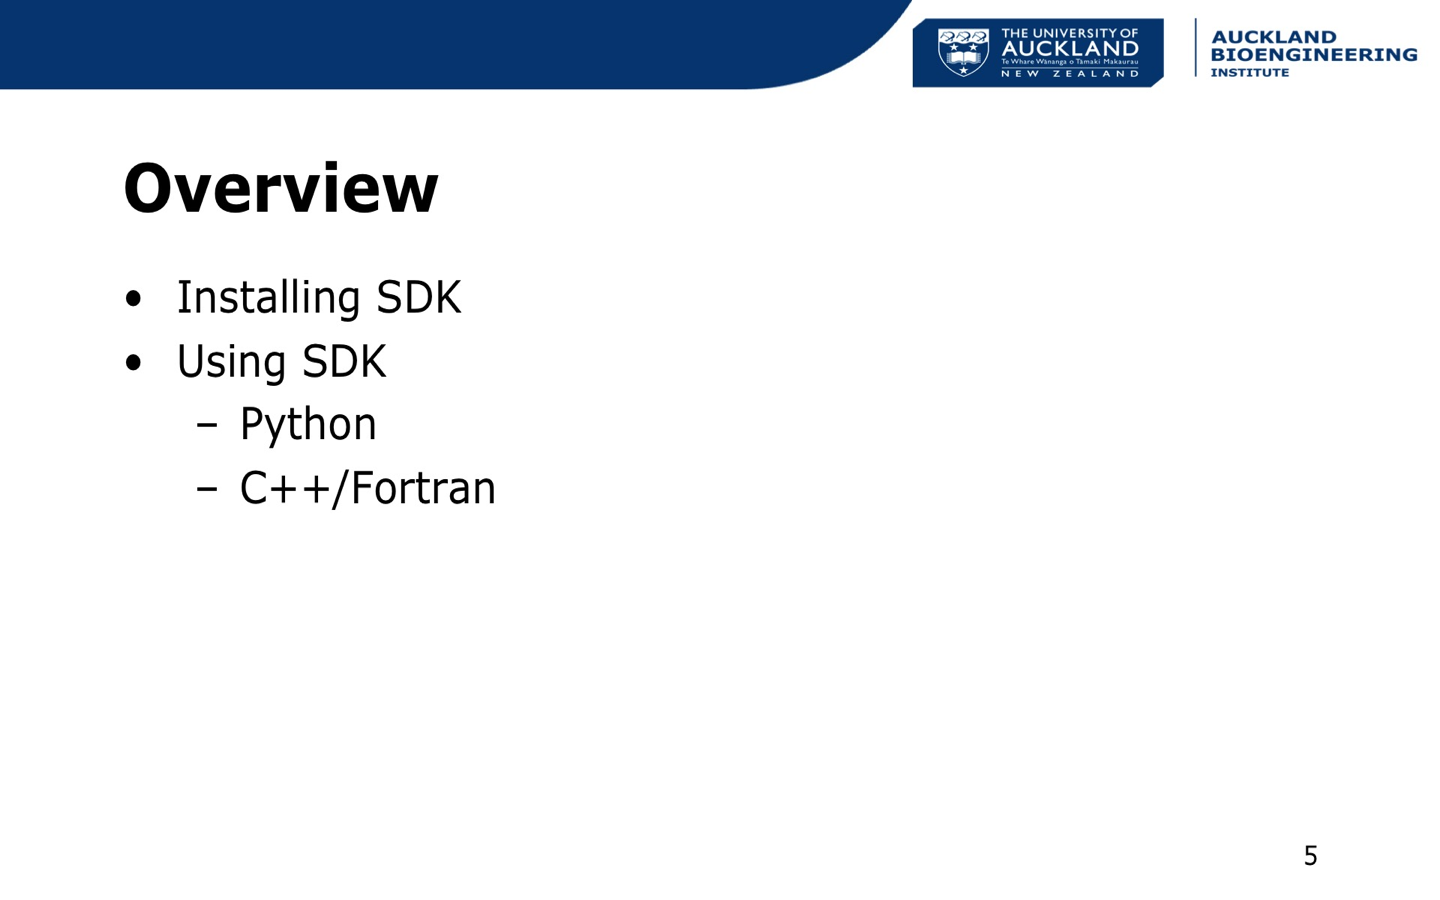 THE UNIVERSITY OF
AUCKLAND
Te Whare Wānanga o Tāmaki Makaurau
NEW ZEALAND
AUCKLAND
BIOENGINEERING
INSTITUTE
Overview
• Installing SDK
• Using SDK
– Python
– C++/Fortran
5